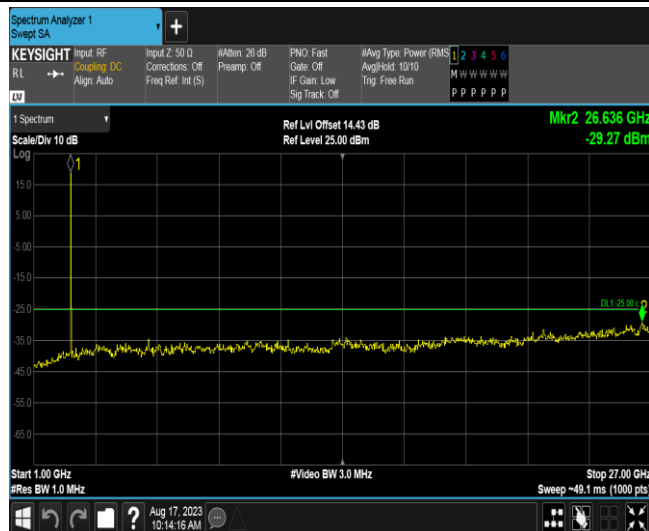 Spectrum Analyzer 1
Swept SA
KEYSIGHT
RL
Input: RF
Coupling: DC
Align: Auto
Input Z: 50 Ω
Corrections: Off
Freq Ref: Int (S)
#Atten: 26 dB
Preamp: Off
PNO: Fast
Gate: Off
IF Gain: Low
Sig Track: Off
#Avg Type: Power (RMS
Avg|Hold: 10/10
Trig: Free Run
1 2 3 4 5 6
M W W W W W
P P P P P P
1 Spectrum
Scale/Div 10 dB
Ref Lvl Offset 14.43 dB
Ref Level 25.00 dBm
Mkr2 26.636 GHz
-29.27 dBm
Log
1
15.0
5.00
-5.00
-15.0
-25.0
DL1 -25.00
2
-35.0
-45.0
-55.0
-65.0
Start 1.00 GHz
#Res BW 1.0 MHz
#Video BW 3.0 MHz
Stop 27.00 GHz
Sweep ~49.1 ms (1000 pts)
?
Aug 17, 2023
10:14:16 AM